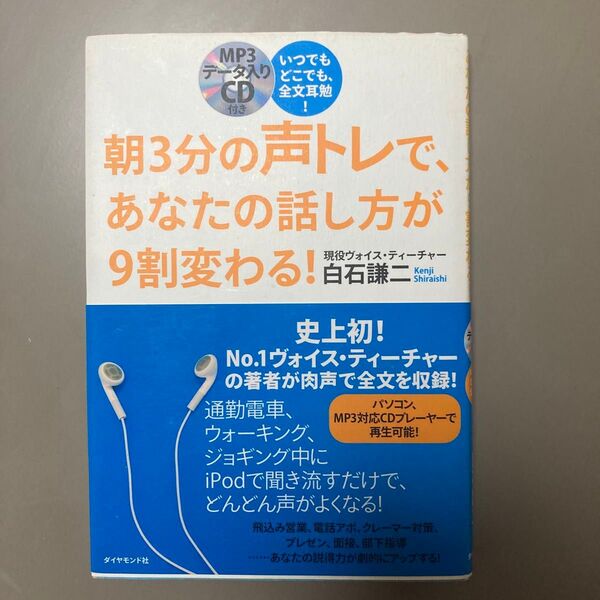 MP3
データ入り
CD
付き
いつでも
どこでも、
全文耳勉
!
朝3分の声トレで、
あなたの話し方が
9割変わる!
現役ヴォイス・ティーチャー
白石謙二
Kenji
Shiraishi
史上初!
No.1ヴォイス・ティーチャー
の著者が肉声で全文を収録!
通勤電車、
ウォーキング、
ジョギング中に
iPodで聞き流すだけで、
どんどん声がよくなる!
パソコン、
MP3対応CDプレーヤーで
再生可能!
飛込み営業、電話アポ、クレーマー対策、
プレゼン、面接、部下指導
……あなたの説得力が劇的にアップする!
ダイヤモンド社